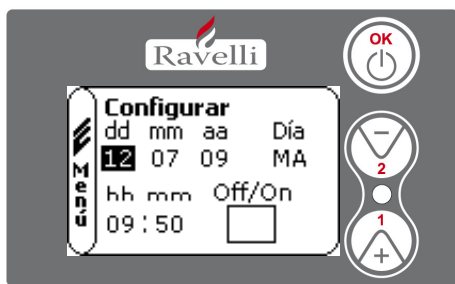 Ravelli
OK
Configurar
dd mm aa Día
12 07 09 MA
hh mm Off/On
09:50
Menú
2
1